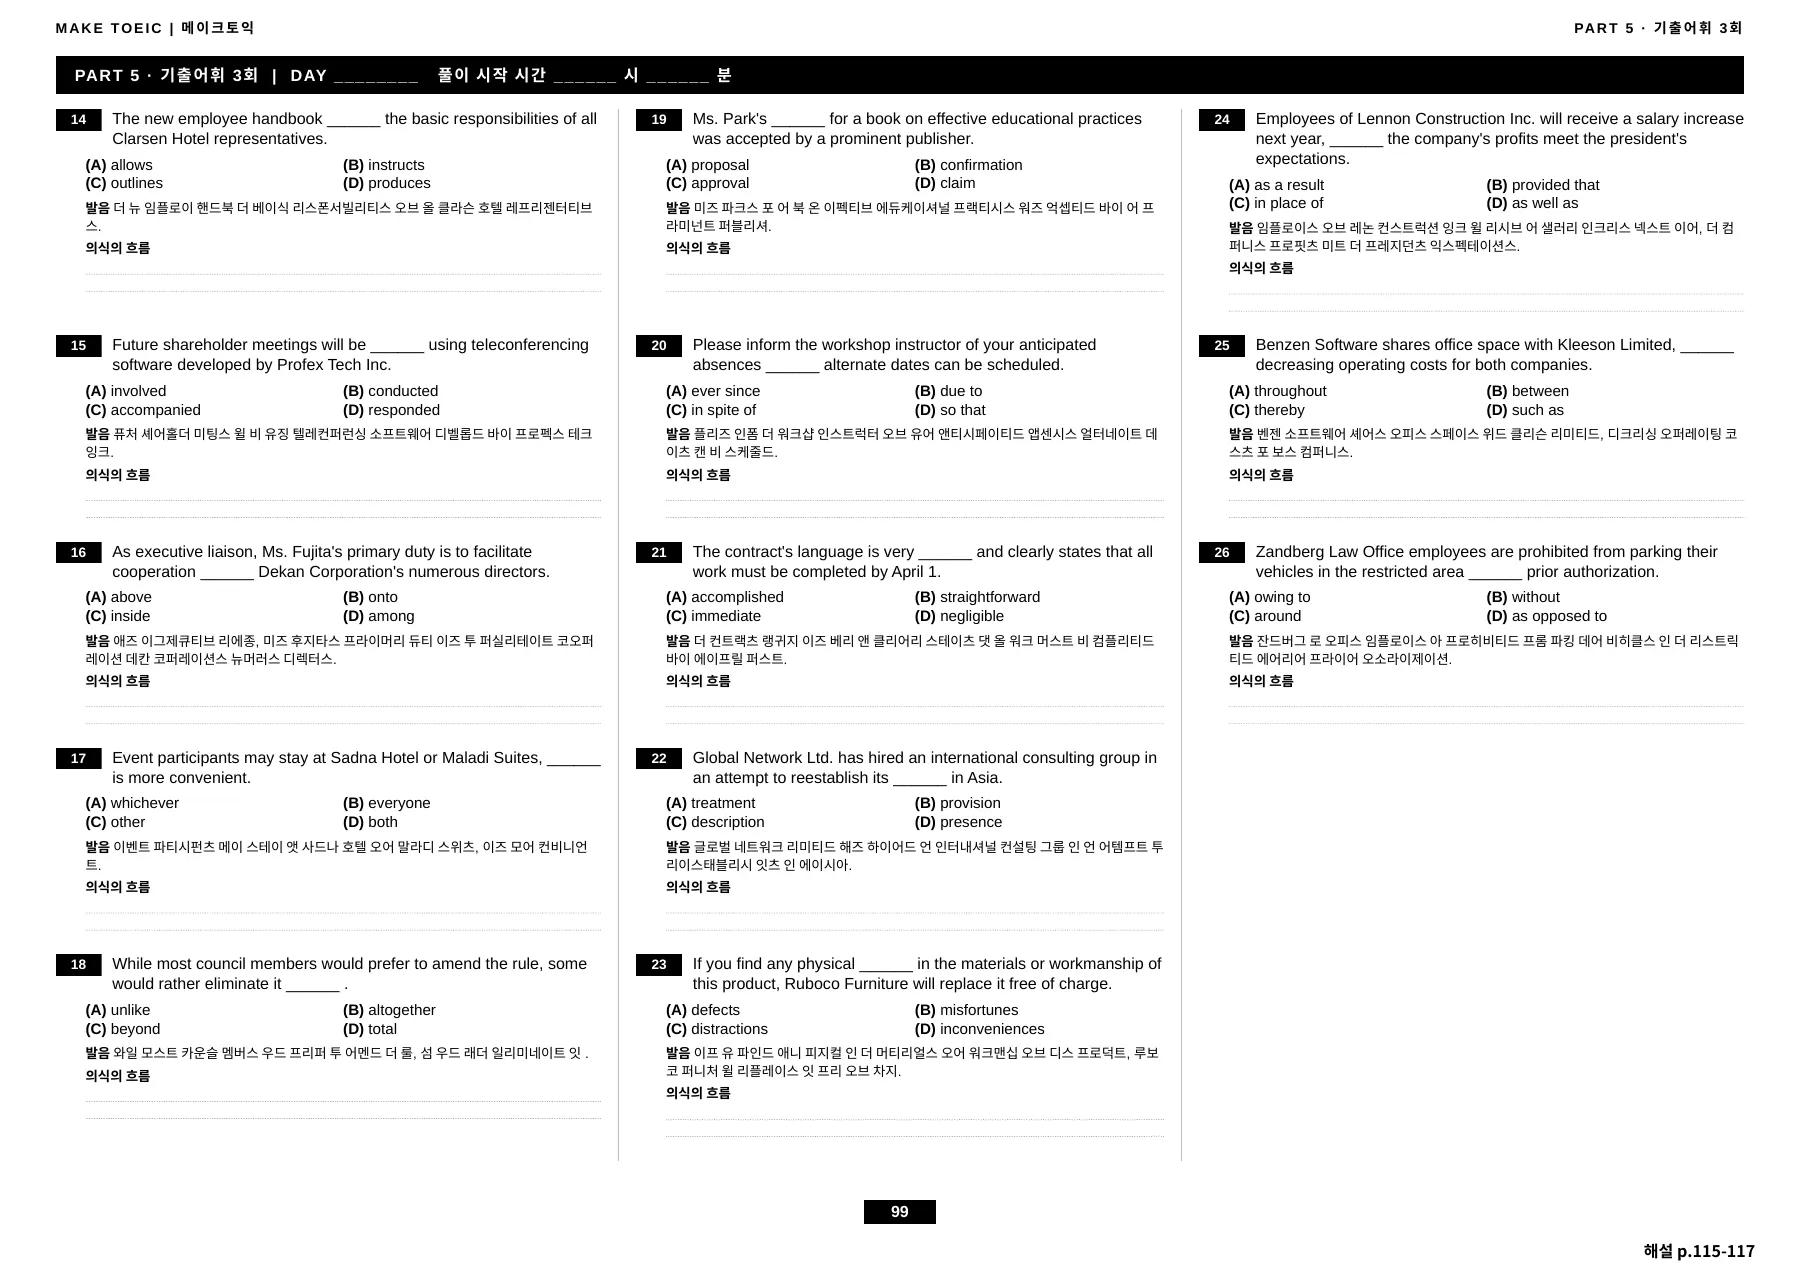 MAKE TOEIC | 메이크토익
PART 5 · 기출어휘 3회
PART 5 · 기출어휘 3회 | DAY ________ 풀이 시작 시간 ______ 시 ______ 분
14 The new employee handbook ______ the basic responsibilities of all
Clarsen Hotel representatives.
(A) allows (B) instructs
(C) outlines (D) produces
발음 더 뉴 임플로이 핸드북 더 베이식 리스폰서빌리티스 오브 올 클라슨 호텔 레프리젠터티브
스.
의식의 흐름
15 Future shareholder meetings will be ______ using teleconferencing
software developed by Profex Tech Inc.
(A) involved (B) conducted
(C) accompanied (D) responded
발음 퓨처 셰어홀더 미팅스 윌 비 유징 텔레컨퍼런싱 소프트웨어 디벨롭드 바이 프로펙스 테크
잉크.
의식의 흐름
16 As executive liaison, Ms. Fujita's primary duty is to facilitate
cooperation ______ Dekan Corporation's numerous directors.
(A) above (B) onto
(C) inside (D) among
발음 애즈 이그제큐티브 리에종, 미즈 후지타스 프라이머리 듀티 이즈 투 퍼실리테이트 코오퍼
레이션 데칸 코퍼레이션스 뉴머러스 디렉터스.
의식의 흐름
17 Event participants may stay at Sadna Hotel or Maladi Suites, ______
is more convenient.
(A) whichever (B) everyone
(C) other (D) both
발음 이벤트 파티시펀츠 메이 스테이 앳 사드나 호텔 오어 말라디 스위츠, 이즈 모어 컨비니언
트.
의식의 흐름
18 While most council members would prefer to amend the rule, some
would rather eliminate it ______ .
(A) unlike (B) altogether
(C) beyond (D) total
발음 와일 모스트 카운슬 멤버스 우드 프리퍼 투 어멘드 더 룰, 섬 우드 래더 일리미네이트 잇 .
의식의 흐름
19 Ms. Park's ______ for a book on effective educational practices
was accepted by a prominent publisher.
(A) proposal (B) confirmation
(C) approval (D) claim
발음 미즈 파크스 포 어 북 온 이펙티브 에듀케이셔널 프랙티시스 워즈 억셉티드 바이 어 프
라미넌트 퍼블리셔.
의식의 흐름
20 Please inform the workshop instructor of your anticipated
absences ______ alternate dates can be scheduled.
(A) ever since (B) due to
(C) in spite of (D) so that
발음 플리즈 인폼 더 워크샵 인스트럭터 오브 유어 앤티시페이티드 앱센시스 얼터네이트 데
이츠 캔 비 스케줄드.
의식의 흐름
21 The contract's language is very ______ and clearly states that all
work must be completed by April 1.
(A) accomplished (B) straightforward
(C) immediate (D) negligible
발음 더 컨트랙츠 랭귀지 이즈 베리 앤 클리어리 스테이츠 댓 올 워크 머스트 비 컴플리티드
바이 에이프릴 퍼스트.
의식의 흐름
22 Global Network Ltd. has hired an international consulting group in
an attempt to reestablish its ______ in Asia.
(A) treatment (B) provision
(C) description (D) presence
발음 글로벌 네트워크 리미티드 해즈 하이어드 언 인터내셔널 컨설팅 그룹 인 언 어템프트 투
리이스태블리시 잇츠 인 에이시아.
의식의 흐름
23 If you find any physical ______ in the materials or workmanship of
this product, Ruboco Furniture will replace it free of charge.
(A) defects (B) misfortunes
(C) distractions (D) inconveniences
발음 이프 유 파인드 애니 피지컬 인 더 머티리얼스 오어 워크맨십 오브 디스 프로덕트, 루보
코 퍼니처 윌 리플레이스 잇 프리 오브 차지.
의식의 흐름
24 Employees of Lennon Construction Inc. will receive a salary increase
next year, ______ the company's profits meet the president's
expectations.
(A) as a result (B) provided that
(C) in place of (D) as well as
발음 임플로이스 오브 레논 컨스트럭션 잉크 윌 리시브 어 샐러리 인크리스 넥스트 이어, 더 컴
퍼니스 프로핏츠 미트 더 프레지던츠 익스펙테이션스.
의식의 흐름
25 Benzen Software shares office space with Kleeson Limited, ______
decreasing operating costs for both companies.
(A) throughout (B) between
(C) thereby (D) such as
발음 벤젠 소프트웨어 셰어스 오피스 스페이스 위드 클리슨 리미티드, 디크리싱 오퍼레이팅 코
스츠 포 보스 컴퍼니스.
의식의 흐름
26 Zandberg Law Office employees are prohibited from parking their
vehicles in the restricted area ______ prior authorization.
(A) owing to (B) without
(C) around (D) as opposed to
발음 잔드버그 로 오피스 임플로이스 아 프로히비티드 프롬 파킹 데어 비히클스 인 더 리스트릭
티드 에어리어 프라이어 오소라이제이션.
의식의 흐름
99
해설 p.115-117